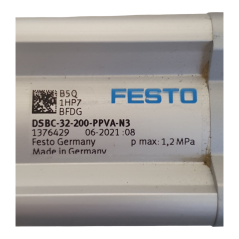 B5Q
1HP7
BFDG
FESTO
DSBC-32-200-PPVA-N3
1376429 06-2021:08
Festo Germany p max: 1,2 MPa
Made in Germany